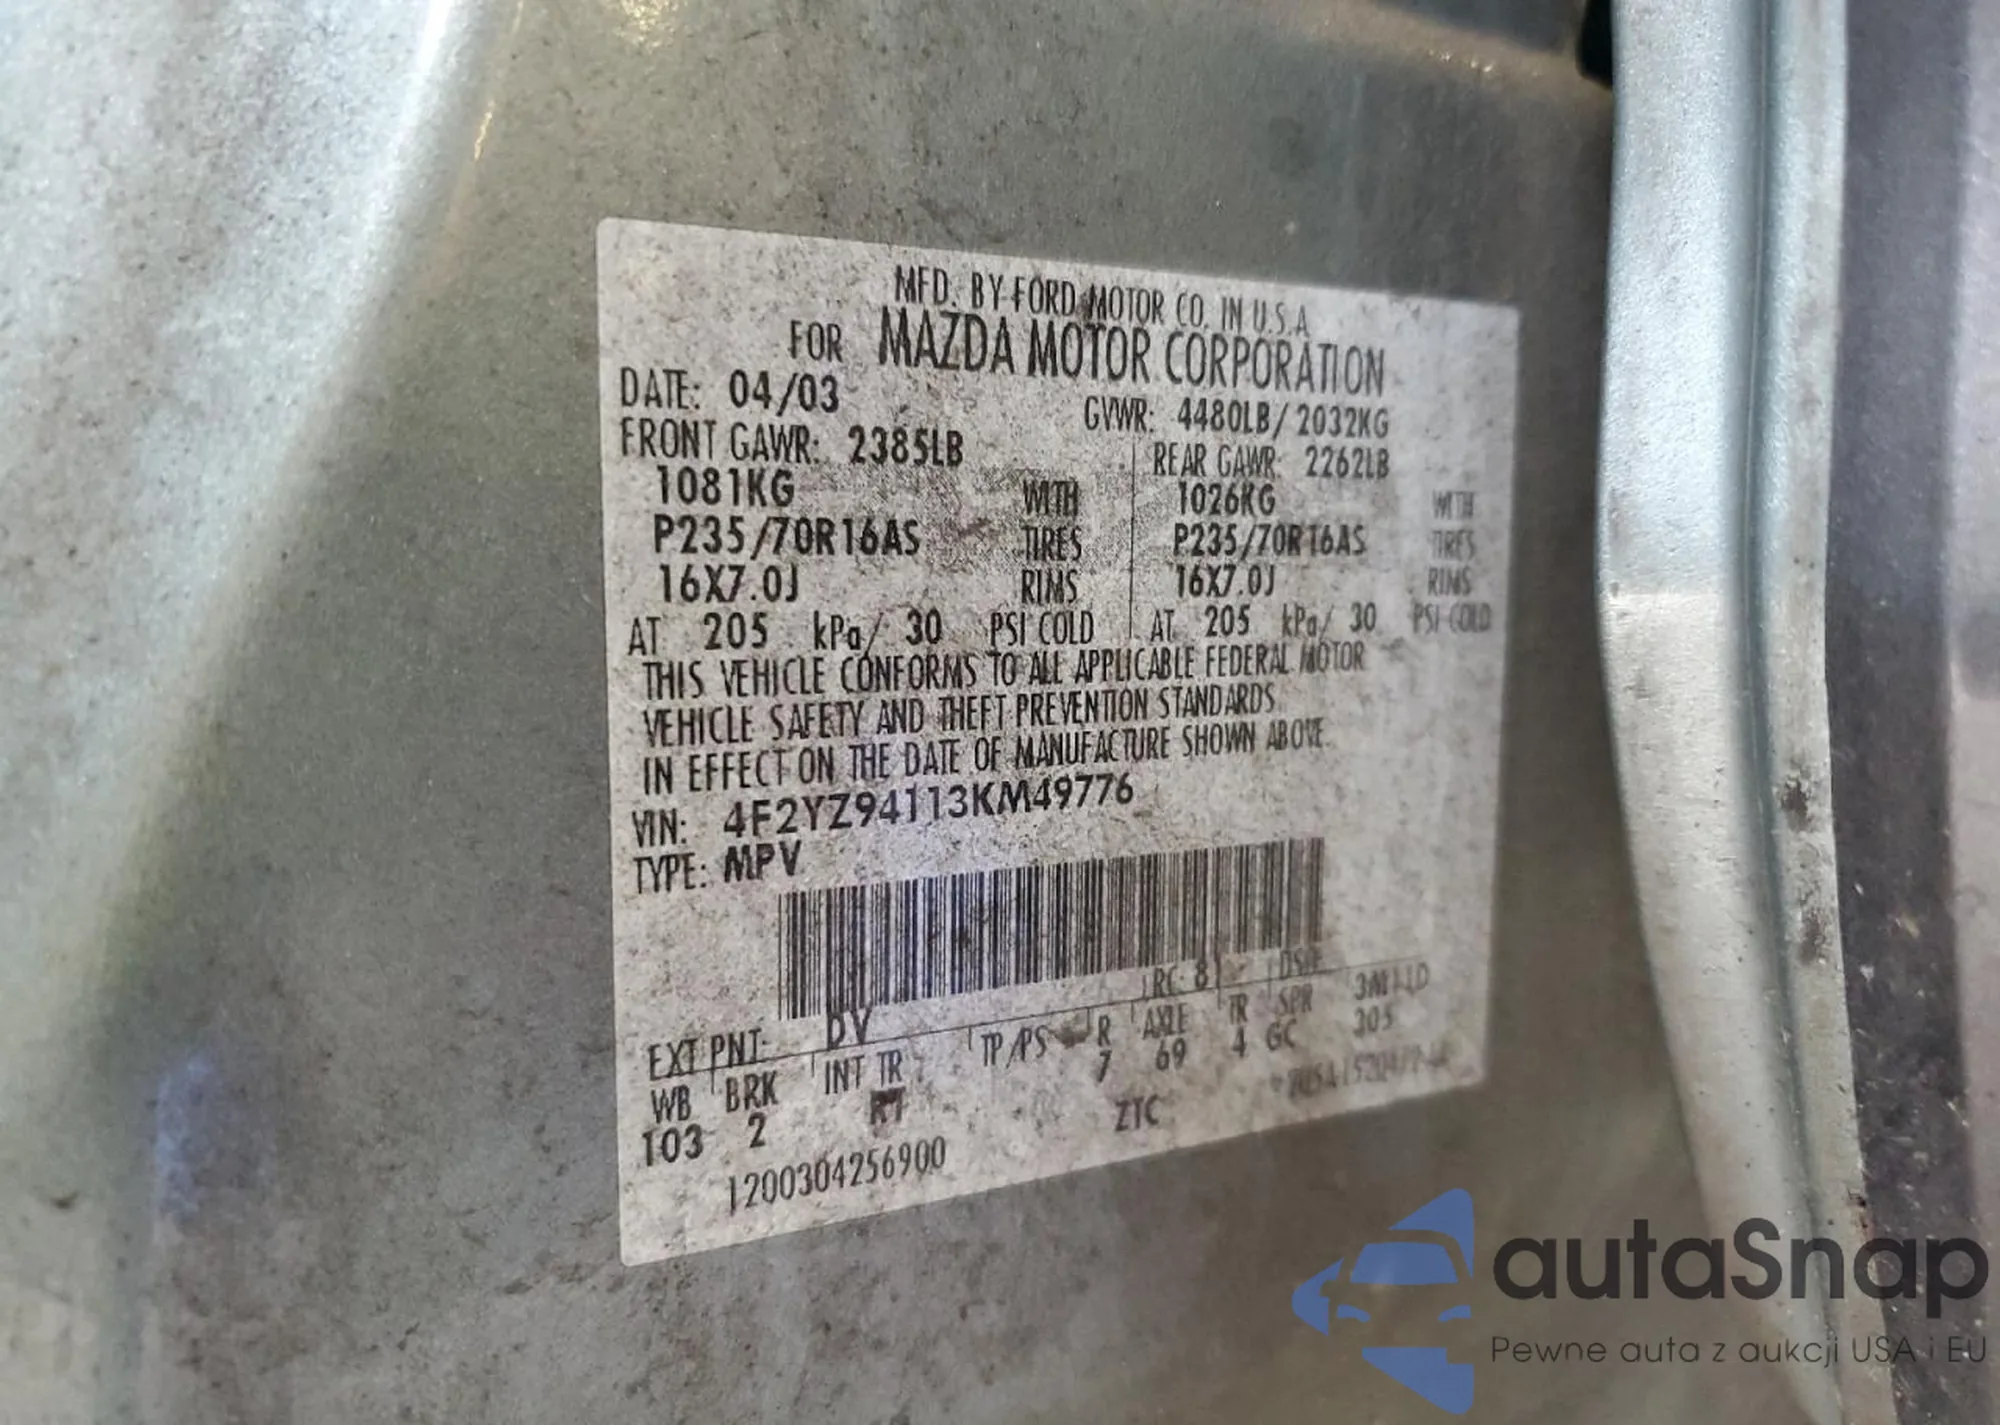 MFD. BY FORD MOTOR CO. IN U.S.A.
FOR MAZDA MOTOR CORPORATION
DATE: 04/03 GVWR: 4480LB/2032KG
FRONT GAWR: 2385LB REAR GAWR: 2262LB
1081KG WITH 1026KG WITH
P235/70R16AS TIRES P235/70R16AS TIRES
16X7.0J RIMS 16X7.0J RIMS
AT 205 kPa/ 30 PSI COLD AT 205 kPa/ 30 PSI COLD
THIS VEHICLE CONFORMS TO ALL APPLICABLE FEDERAL MOTOR
VEHICLE SAFETY AND THEFT PREVENTION STANDARDS
IN EFFECT ON THE DATE OF MANUFACTURE SHOWN ABOVE.
VIN: 4F2YZ94113KM49776
TYPE: MPV
EXT PNT: DV RC: 81 DSO:
WB BRK INT TR TP/PS R AXLE TR SPR
103 2 7 69 4 GC 305
1200304256900 ZTC
autaSnap
Pewne auta z aukcji USA i EU